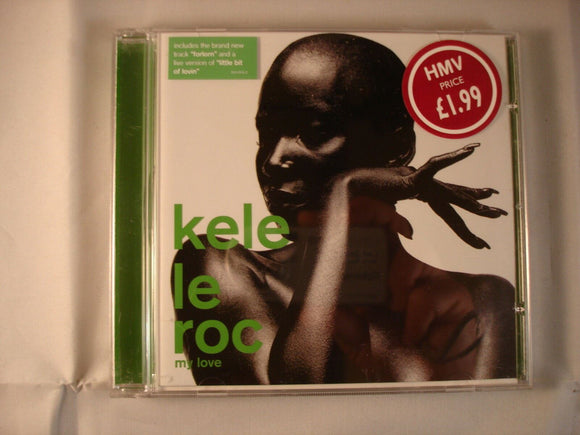 includes the brand new
track "forlorn" and a
live version of "little bit
of lovin"
HMV
PRICE
£1.99
kele
le
roc
my love